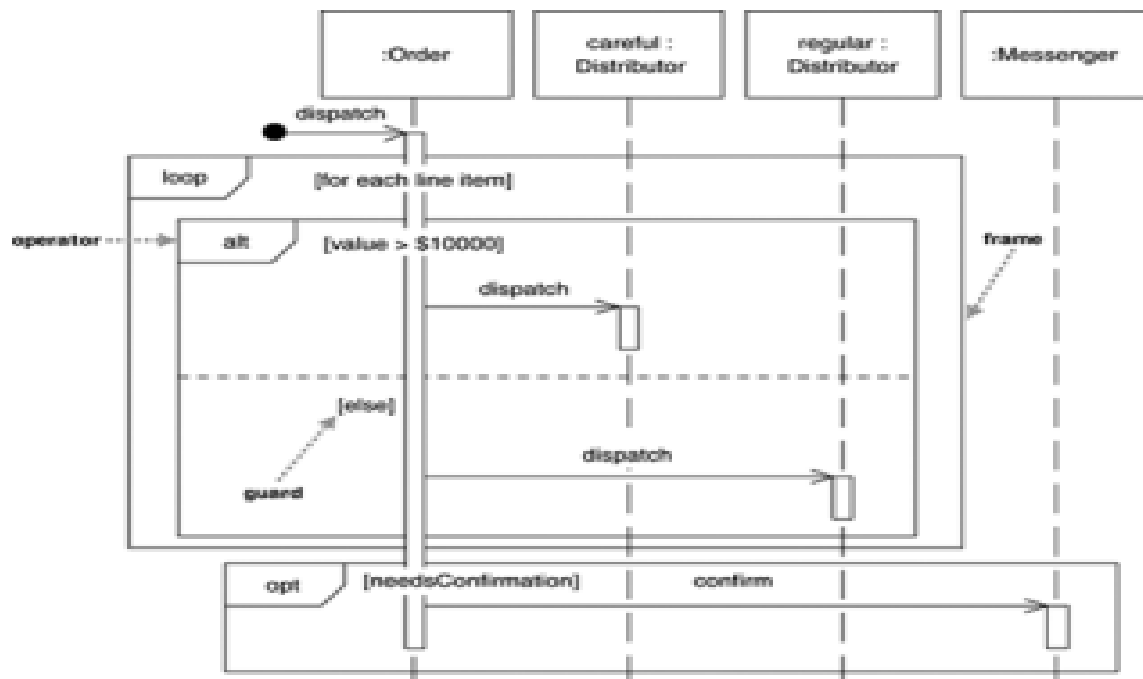 :Order
careful :
Distributor
regular :
Distributor
:Messenger
dispatch
loop
[for each line item]
operator
alt
[value > $10000]
frame
dispatch
[else]
dispatch
guard
opt
[needsConfirmation]
confirm